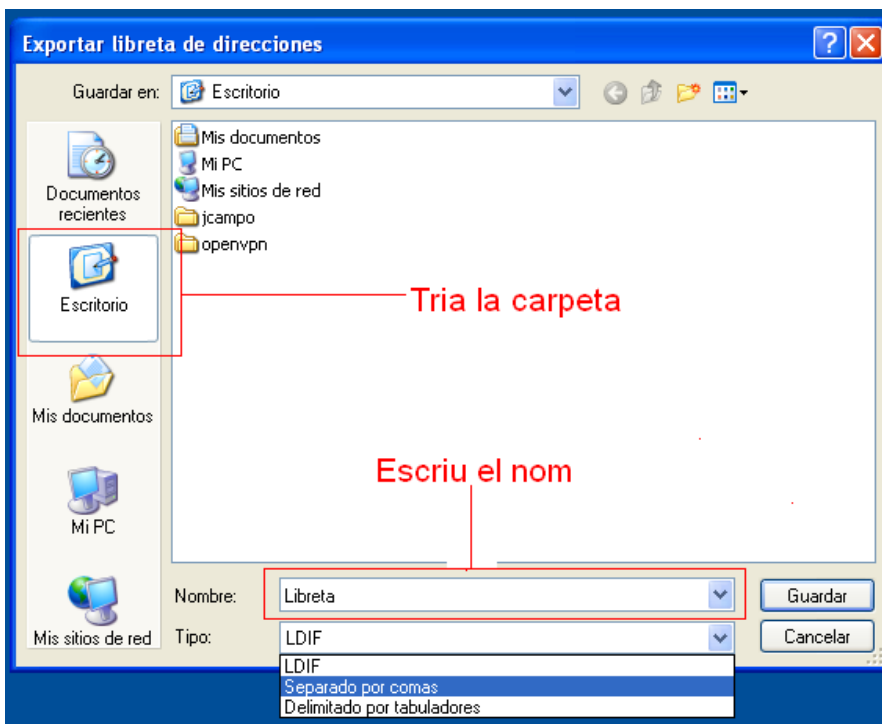 Exportar libreta de direcciones
Guardar en:
Escritorio
Mis documentos
Mi PC
Mis sitios de red
jcampo
openvpn
Documentos
recientes
Escritorio
Mis documentos
Mi PC
Mis sitios de red
Tria la carpeta
Escriu el nom
Nombre:
Libreta
Guardar
Tipo:
LDIF
Cancelar
LDIF
Separado por comas
Delimitado por tabuladores